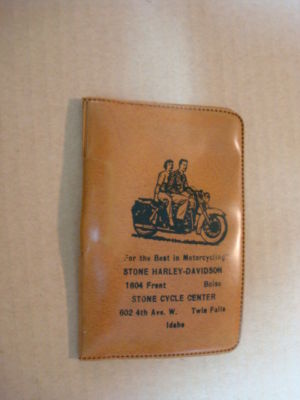 "For the Best in Motorcycling"
STONE HARLEY-DAVIDSON
1604 Front Boise
STONE CYCLE CENTER
602 4th Ave. W. Twin Falls
Idaho